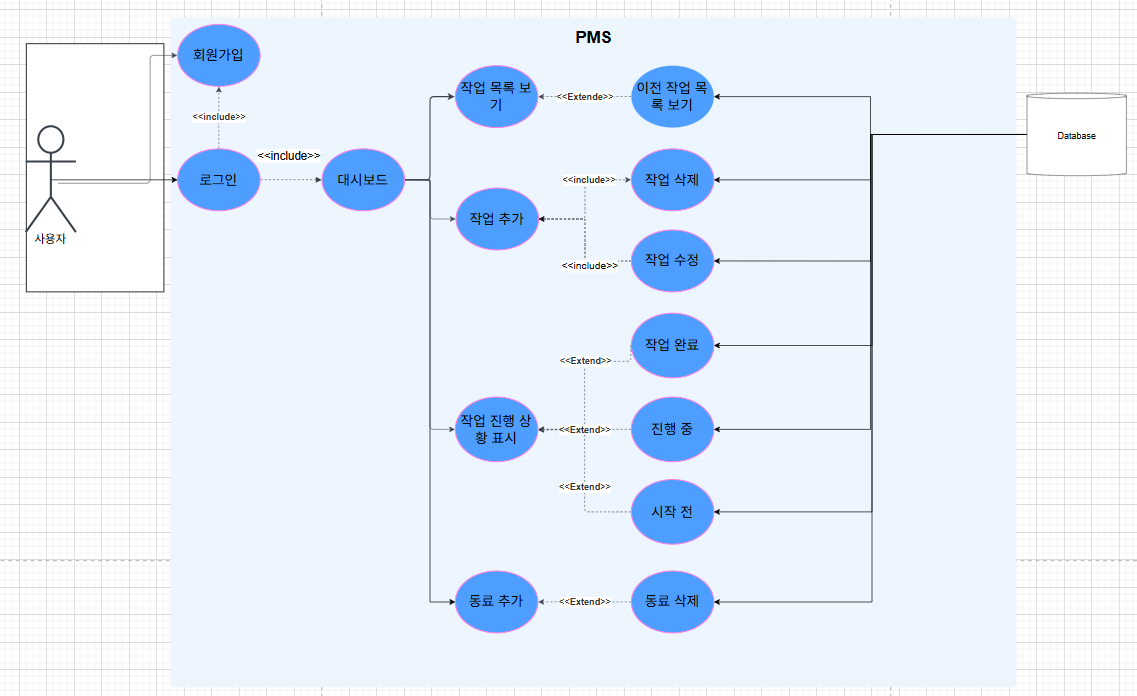 PMS
회원가입
<<include>>
로그인
<<include>>
대시보드
사용자
작업 목록 보
기
<<Extende>>
이전 작업 목
록 보기
Database
작업 추가
<<include>>
작업 삭제
<<include>>
작업 수정
작업 진행 상
황 표시
<<Extend>>
작업 완료
<<Extend>>
진행 중
<<Extend>>
시작 전
동료 추가
<<Extend>>
동료 삭제